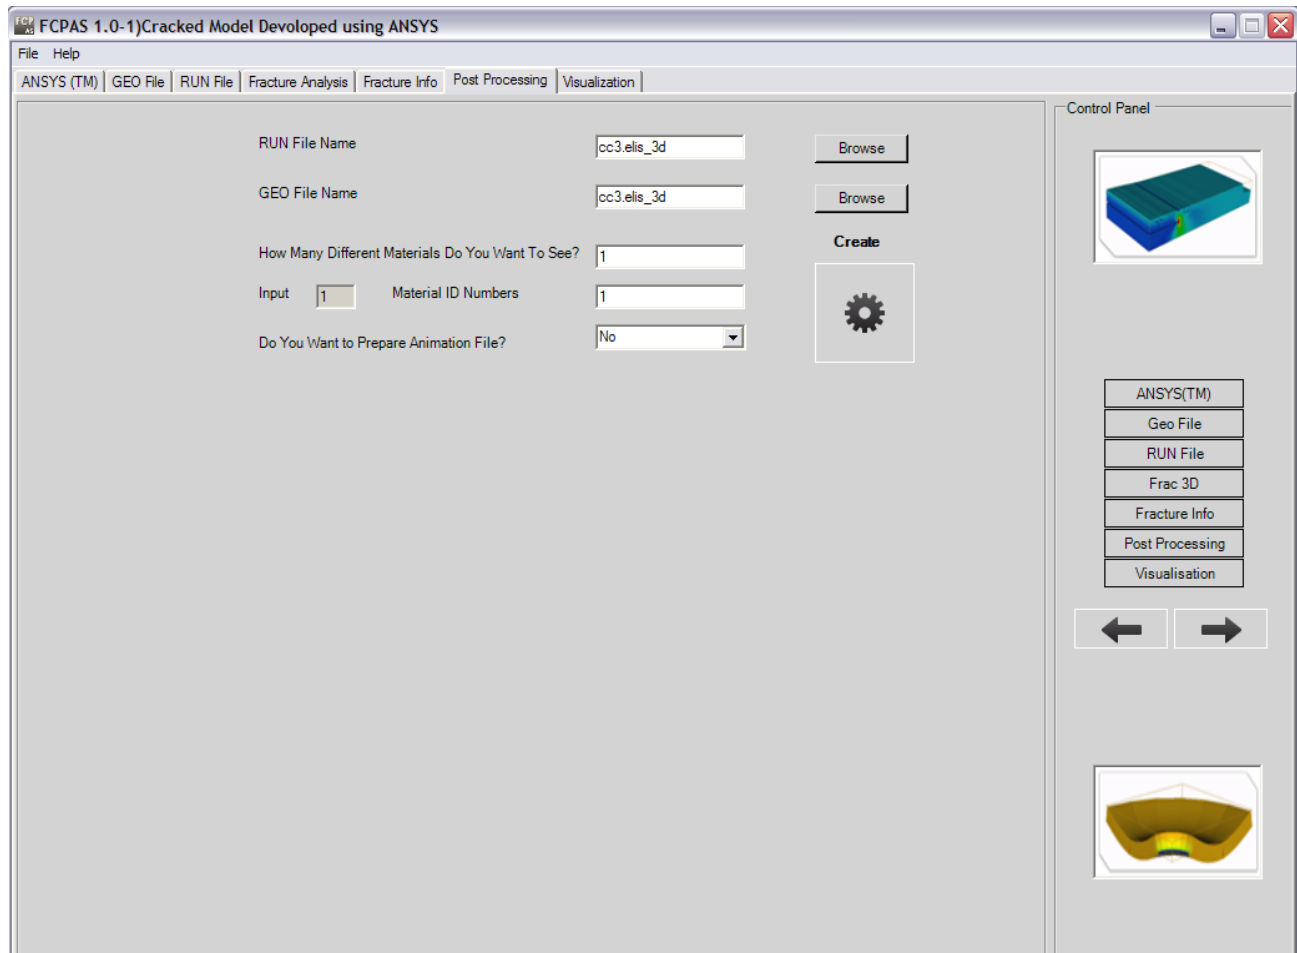 FCPAS 1.0-1)Cracked Model Devoloped using ANSYS
File Help
ANSYS (TM) GEO File RUN File Fracture Analysis Fracture Info Post Processing Visualization
Control Panel
RUN File Name cc3.elis_3d Browse
GEO File Name cc3.elis_3d Browse
Create
How Many Different Materials Do You Want To See? 1
Input 1 Material ID Numbers 1
Do You Want to Prepare Animation File? No
ANSYS(TM)
Geo File
RUN File
Frac 3D
Fracture Info
Post Processing
Visualisation